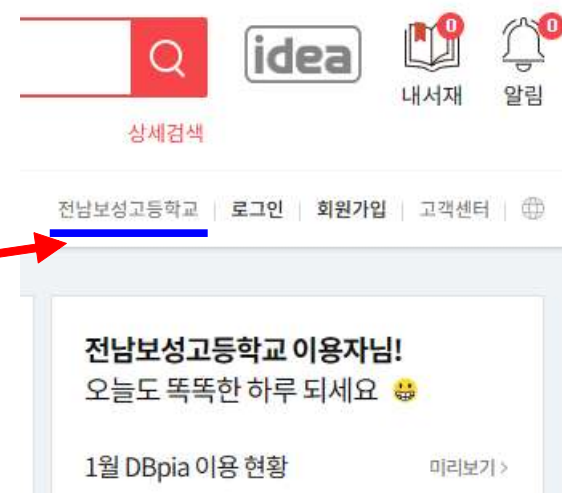 idea
0
0
내서재
알림
상세검색
전남보성고등학교 | 로그인 | 회원가입 | 고객센터 |
전남보성고등학교 이용자님!
오늘도 똑똑한 하루 되세요 😀
1월 DBpia 이용 현황
미리보기 >